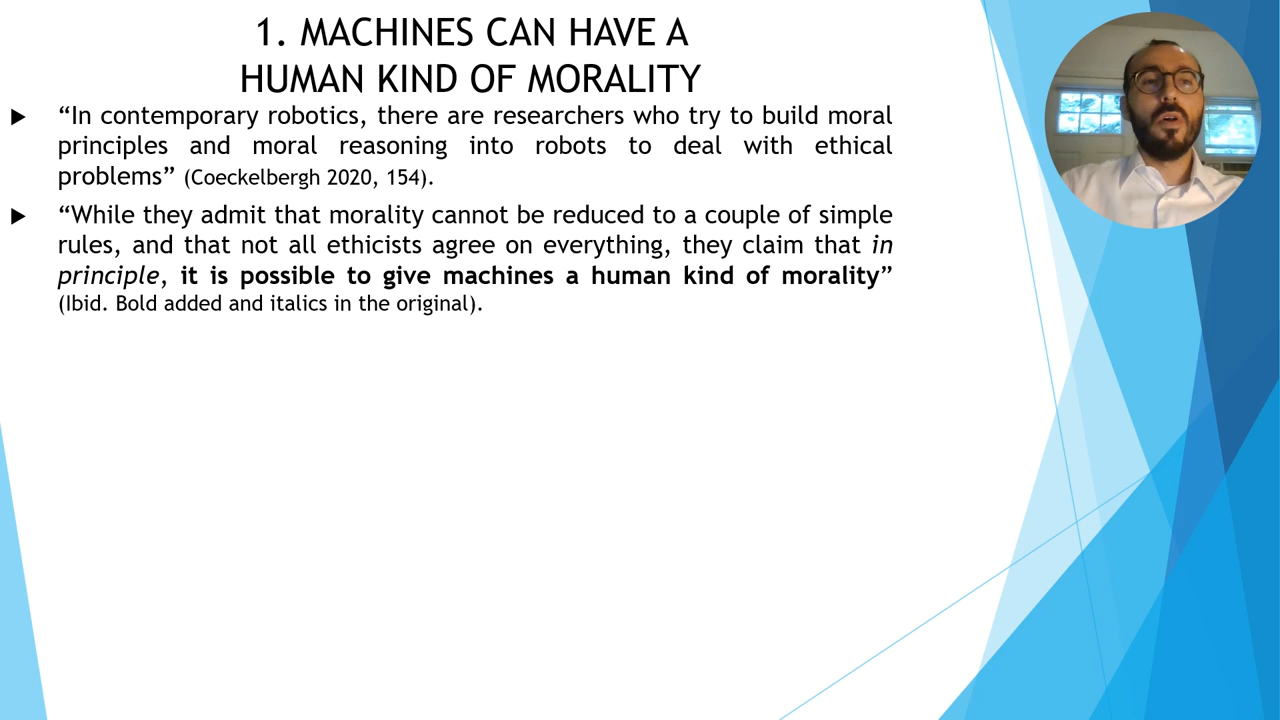 1. MACHINES CAN HAVE A
HUMAN KIND OF MORALITY
“In contemporary robotics, there are researchers who try to build moral
principles and moral reasoning into robots to deal with ethical
problems” (Coeckelbergh 2020, 154).
“While they admit that morality cannot be reduced to a couple of simple
rules, and that not all ethicists agree on everything, they claim that in
principle, it is possible to give machines a human kind of morality”
(Ibid. Bold added and italics in the original).